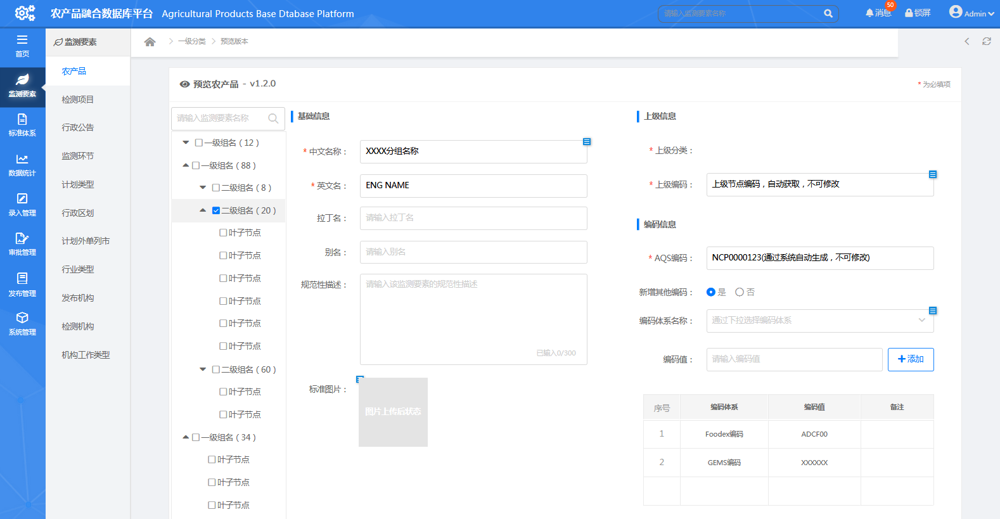 农产品融合数据库平台 Agricultural Products Base Dtabase Platform
请输入监测要素名称
消息 50
锁屏
Admin
首页
监测要素
标准体系
数据统计
录入管理
审批管理
发布管理
系统管理
监测要素
农产品
检测项目
行政公告
监测环节
计划类型
行政区划
计划外单列市
行业类型
发布机构
检测机构
机构工作类型
一级分类 预览版本
预览农产品 - v1.2.0
* 为必填项
请输入监测要素名称
一级组名 ( 12 )
一级组名 ( 88 )
二级组名 ( 8 )
二级组名 ( 20 )
叶子节点
叶子节点
叶子节点
叶子节点
叶子节点
叶子节点
二级组名 ( 60 )
叶子节点
叶子节点
一级组名 ( 34 )
叶子节点
叶子节点
叶子节点
基础信息
* 中文名称： XXXX分组名称
* 英文名： ENG NAME
拉丁名： 请输入拉丁名
别名： 请输入别名
规范性描述： 请输入该监测要素的规范性描述
已输入0/300
标准图片： 图片上传后状态
上级信息
* 上级分类：
* 上级编码： 上级节点编码，自动获取，不可修改
编码信息
* AQS编码： NCP0000123(通过系统自动生成，不可修改)
新增其他编码： 是 否
编码体系名称： 通过下拉选择编码体系
编码值： 请输入编码值 添加
序号 编码体系 编码值 备注
1 Foodex编码 ADCF00
2 GEMS编码 XXXXXX